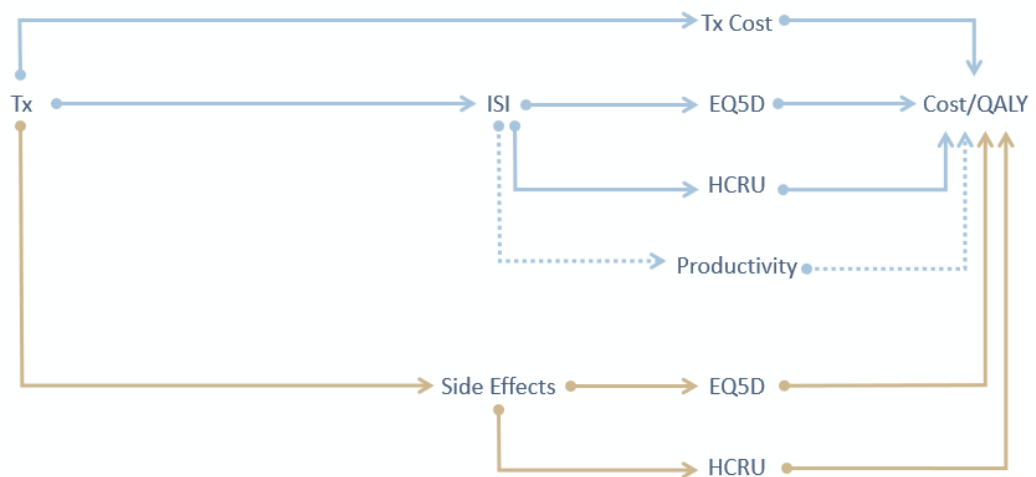 Tx Cost
Tx ISI EQ5D Cost/QALY
HCRU
Productivity
Side Effects EQ5D
HCRU